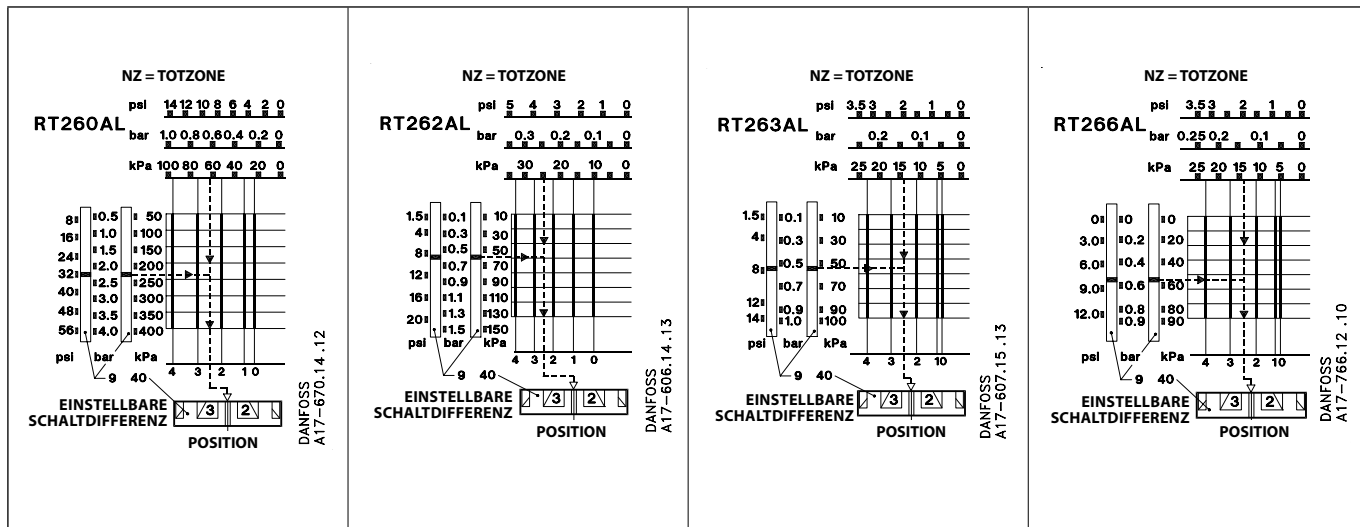 NZ = TOTZONE
psi 14 12 10 8 6 4 2 0
RT260AL
bar 1.0 0.8 0.6 0.4 0.2 0
kPa 100 80 60 40 20 0
8 0.5 50
16 1.0 100
1.5 150
24 2.0 200
32 2.5 250
40 3.0 300
48 3.5 350
56 4.0 400
psi bar kPa
4 3 2 1 0
9 40
EINSTELLBARE
SCHALTDIFFERENZ
3 2
POSITION
DANFOSS
A17-670.14.12
NZ = TOTZONE
psi 5 4 3 2 1 0
RT262AL
bar 0.3 0.2 0.1 0
kPa 30 20 10 0
1.5 0.1 10
4 0.3 30
8 0.5 50
0.7 70
12 0.9 90
16 1.1 110
1.3 130
20 1.5 150
psi bar kPa
4 3 2 1 0
9 40
EINSTELLBARE
SCHALTDIFFERENZ
3 2
POSITION
DANFOSS
A17-606.14.13
NZ = TOTZONE
psi 3.5 3 2 1 0
RT263AL
bar 0.2 0.1 0
kPa 25 20 15 10 5 0
1.5 0.1 10
4 0.3 30
8 0.5 50
0.7 70
12 0.9 90
14 1.0 100
psi bar kPa
4 3 2 1 0
9 40
EINSTELLBARE
SCHALTDIFFERENZ
3 2
POSITION
DANFOSS
A17-607.15.13
NZ = TOTZONE
psi 3.5 3 2 1 0
RT266AL
bar 0.25 0.2 0.1 0
kPa 25 20 15 10 5 0
0 0
3.0 0.2 20
6.0 0.4 40
9.0 0.6 60
12.0 0.8 80
0.9 90
psi bar kPa
4 3 2 1 0
9 40
EINSTELLBARE
SCHALTDIFFERENZ
3 2
POSITION
DANFOSS
A17-766.12.10